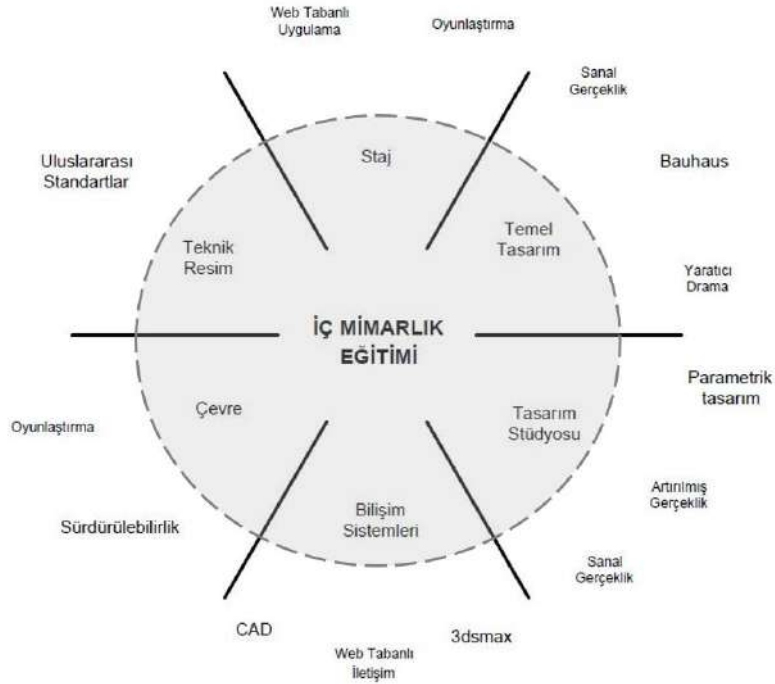 Web Tabanlı
Uygulama
Oyunlaştırma
Sanal
Gerçeklik
Uluslararası
Standartlar
Staj
Bauhaus
Teknik
Resim
Temel
Tasarım
Yaratıcı
Drama
İÇ MİMARLIK
EĞİTİMİ
Parametrik
tasarım
Çevre
Tasarım
Stüdyosu
Oyunlaştırma
Artırılmış
Gerçeklik
Sürdürülebilirlik
Bilişim
Sistemleri
Sanal
Gerçeklik
CAD
Web Tabanlı
İletişim
3dsmax